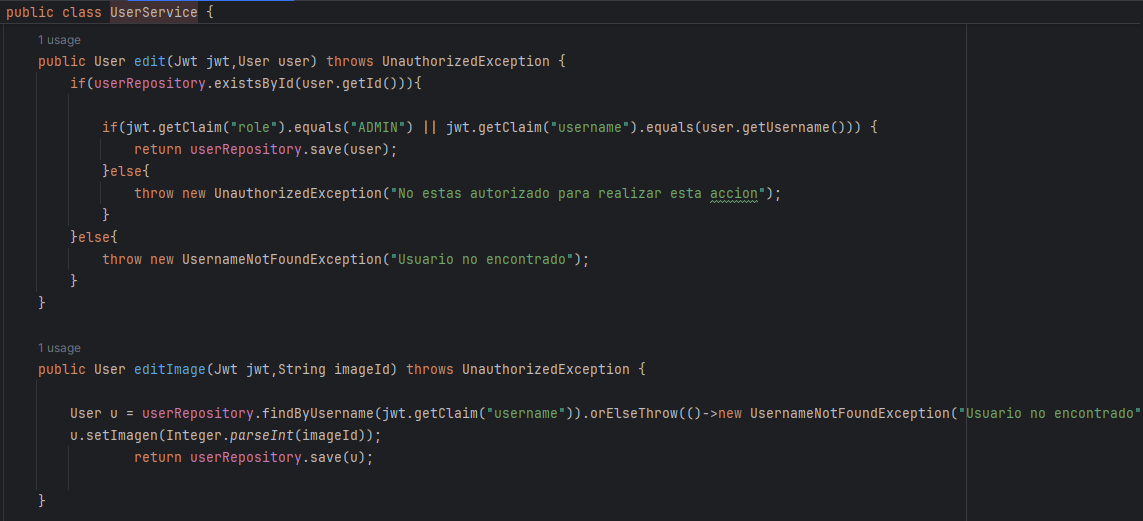 public class UserService {
1 usage
public User edit(Jwt jwt,User user) throws UnauthorizedException {
if(userRepository.existsById(user.getId())){
if(jwt.getClaim("role").equals("ADMIN") || jwt.getClaim("username").equals(user.getUsername())) {
return userRepository.save(user);
}else{
throw new UnauthorizedException("No estas autorizado para realizar esta accion");
}
}else{
throw new UsernameNotFoundException("Usuario no encontrado");
}
}
1 usage
public User editImage(Jwt jwt,String imageId) throws UnauthorizedException {
User u = userRepository.findByUsername(jwt.getClaim("username")).orElseThrow(()->new UsernameNotFoundException("Usuario no encontrado"
u.setImagen(Integer.parseInt(imageId));
return userRepository.save(u);
}